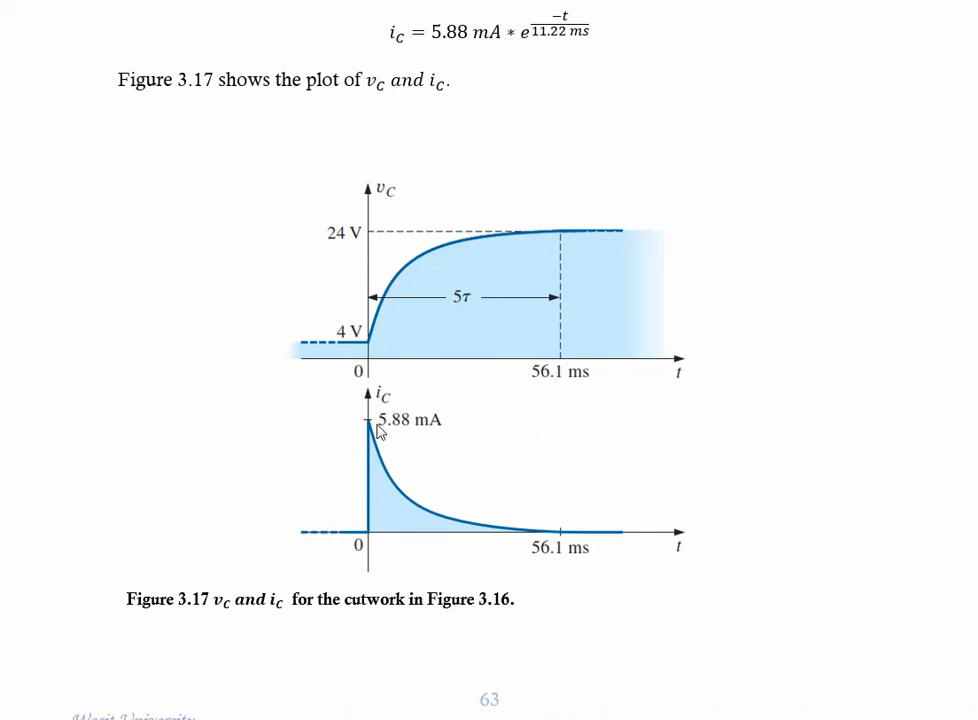 i_C = 5.88 mA * e^(-t/11.22 ms)
Figure 3.17 shows the plot of v_C and i_C.
v_C
24 V
5τ
4 V
0
56.1 ms
t
i_C
5.88 mA
0
56.1 ms
t
Figure 3.17 v_C and i_C for the cutwork in Figure 3.16.
63